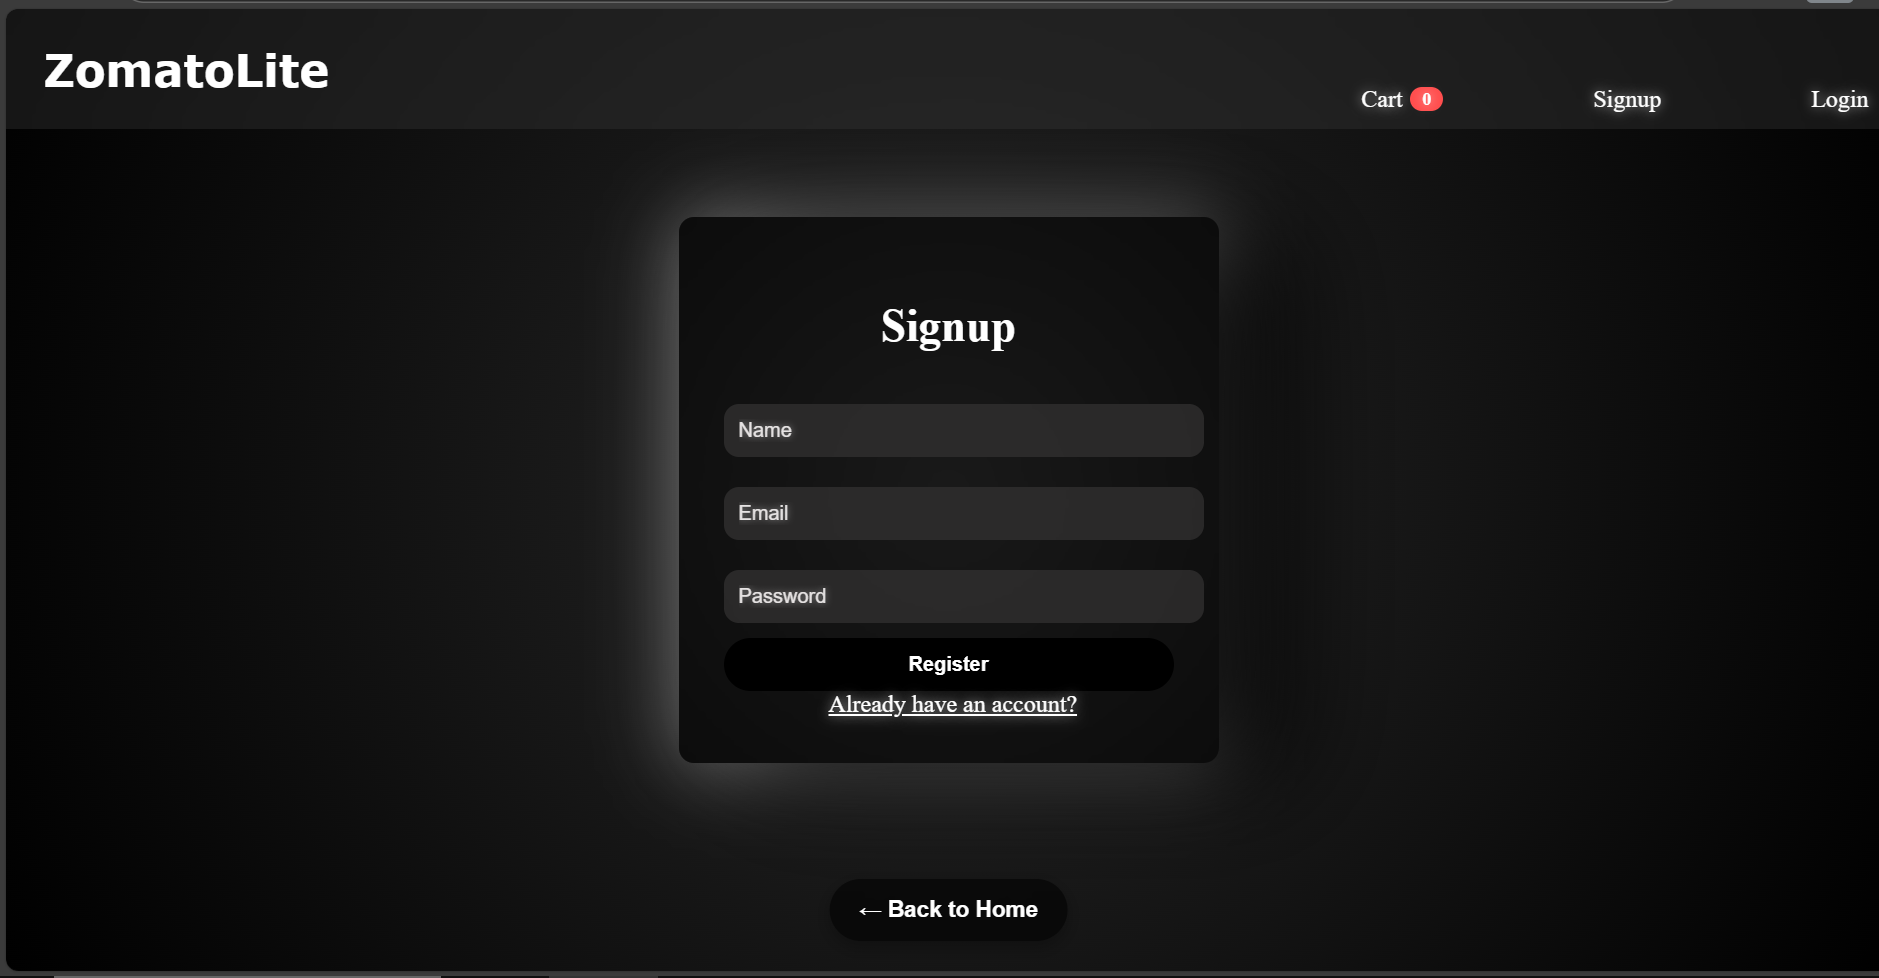 ZomatoLite
Cart 0 Signup Login
Signup
Name
Email
Password
Register
Already have an account?
← Back to Home